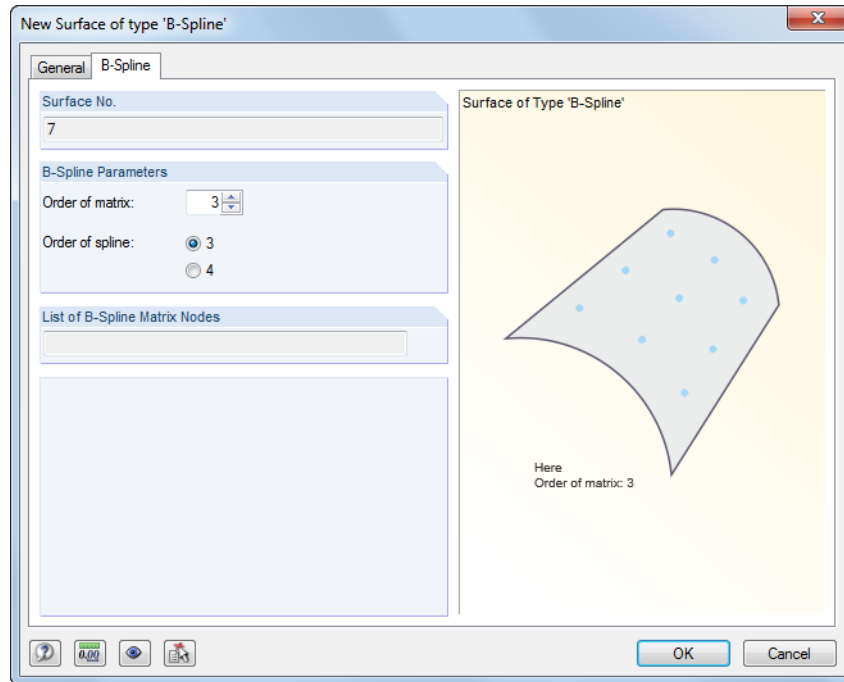 New Surface of type 'B-Spline'
General B-Spline
Surface No.
7
B-Spline Parameters
Order of matrix: 3
Order of spline: 3
4
List of B-Spline Matrix Nodes
Surface of Type 'B-Spline'
Here
Order of matrix: 3
0.00
OK Cancel